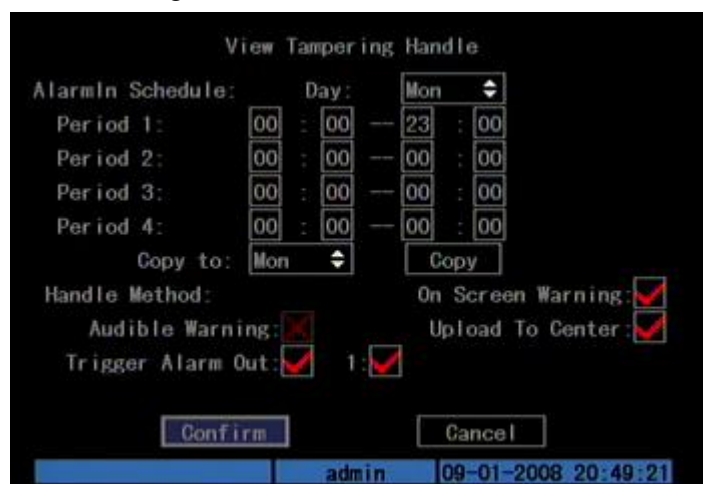 View Tampering Handle
AlarmIn Schedule: Day: Mon
Period 1: 00 : 00 -- 23 : 00
Period 2: 00 : 00 -- 00 : 00
Period 3: 00 : 00 -- 00 : 00
Period 4: 00 : 00 -- 00 : 00
Copy to: Mon Copy
Handle Method: On Screen Warning:
Audible Warning: Upload To Center:
Trigger Alarm Out: 1:
Confirm Cancel
admin 09-01-2008 20:49:21